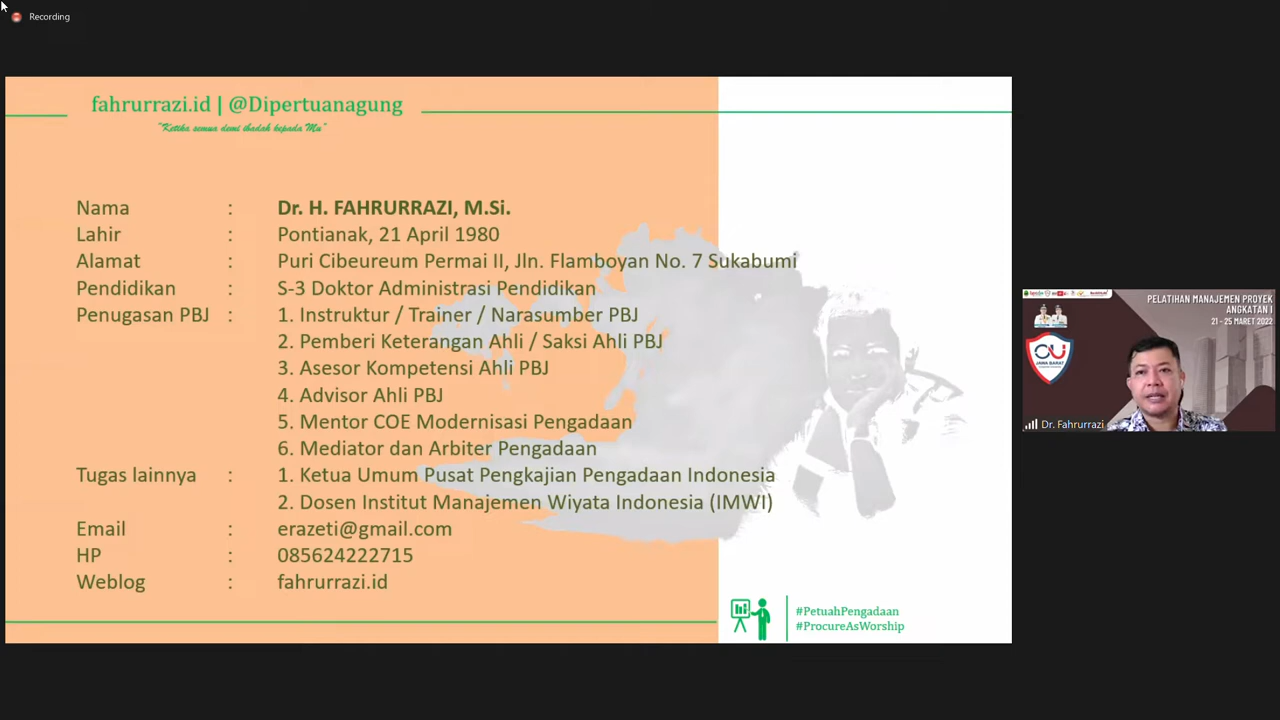 Recording
fahrurrazi.id | @Dipertuanagung
"Ketika semua demi ibadah kepada Mu"
Nama : Dr. H. FAHRURRAZI, M.Si.
Lahir : Pontianak, 21 April 1980
Alamat : Puri Cibeureum Permai II, Jln. Flamboyan No. 7 Sukabumi
Pendidikan : S-3 Doktor Administrasi Pendidikan
Penugasan PBJ : 1. Instruktur / Trainer / Narasumber PBJ
2. Pemberi Keterangan Ahli / Saksi Ahli PBJ
3. Asesor Kompetensi Ahli PBJ
4. Advisor Ahli PBJ
5. Mentor COE Modernisasi Pengadaan
6. Mediator dan Arbiter Pengadaan
Tugas lainnya : 1. Ketua Umum Pusat Pengkajian Pengadaan Indonesia
2. Dosen Institut Manajemen Wiyata Indonesia (IMWI)
Email : erazeti@gmail.com
HP : 085624222715
Weblog : fahrurrazi.id
#PetuahPengadaan
#ProcureAsWorship
PELATIHAN MANAJEMEN PROYEK
ANGKATAN I
21 - 25 MARET 2022
JAWA BARAT
Dr. Fahrurrazi